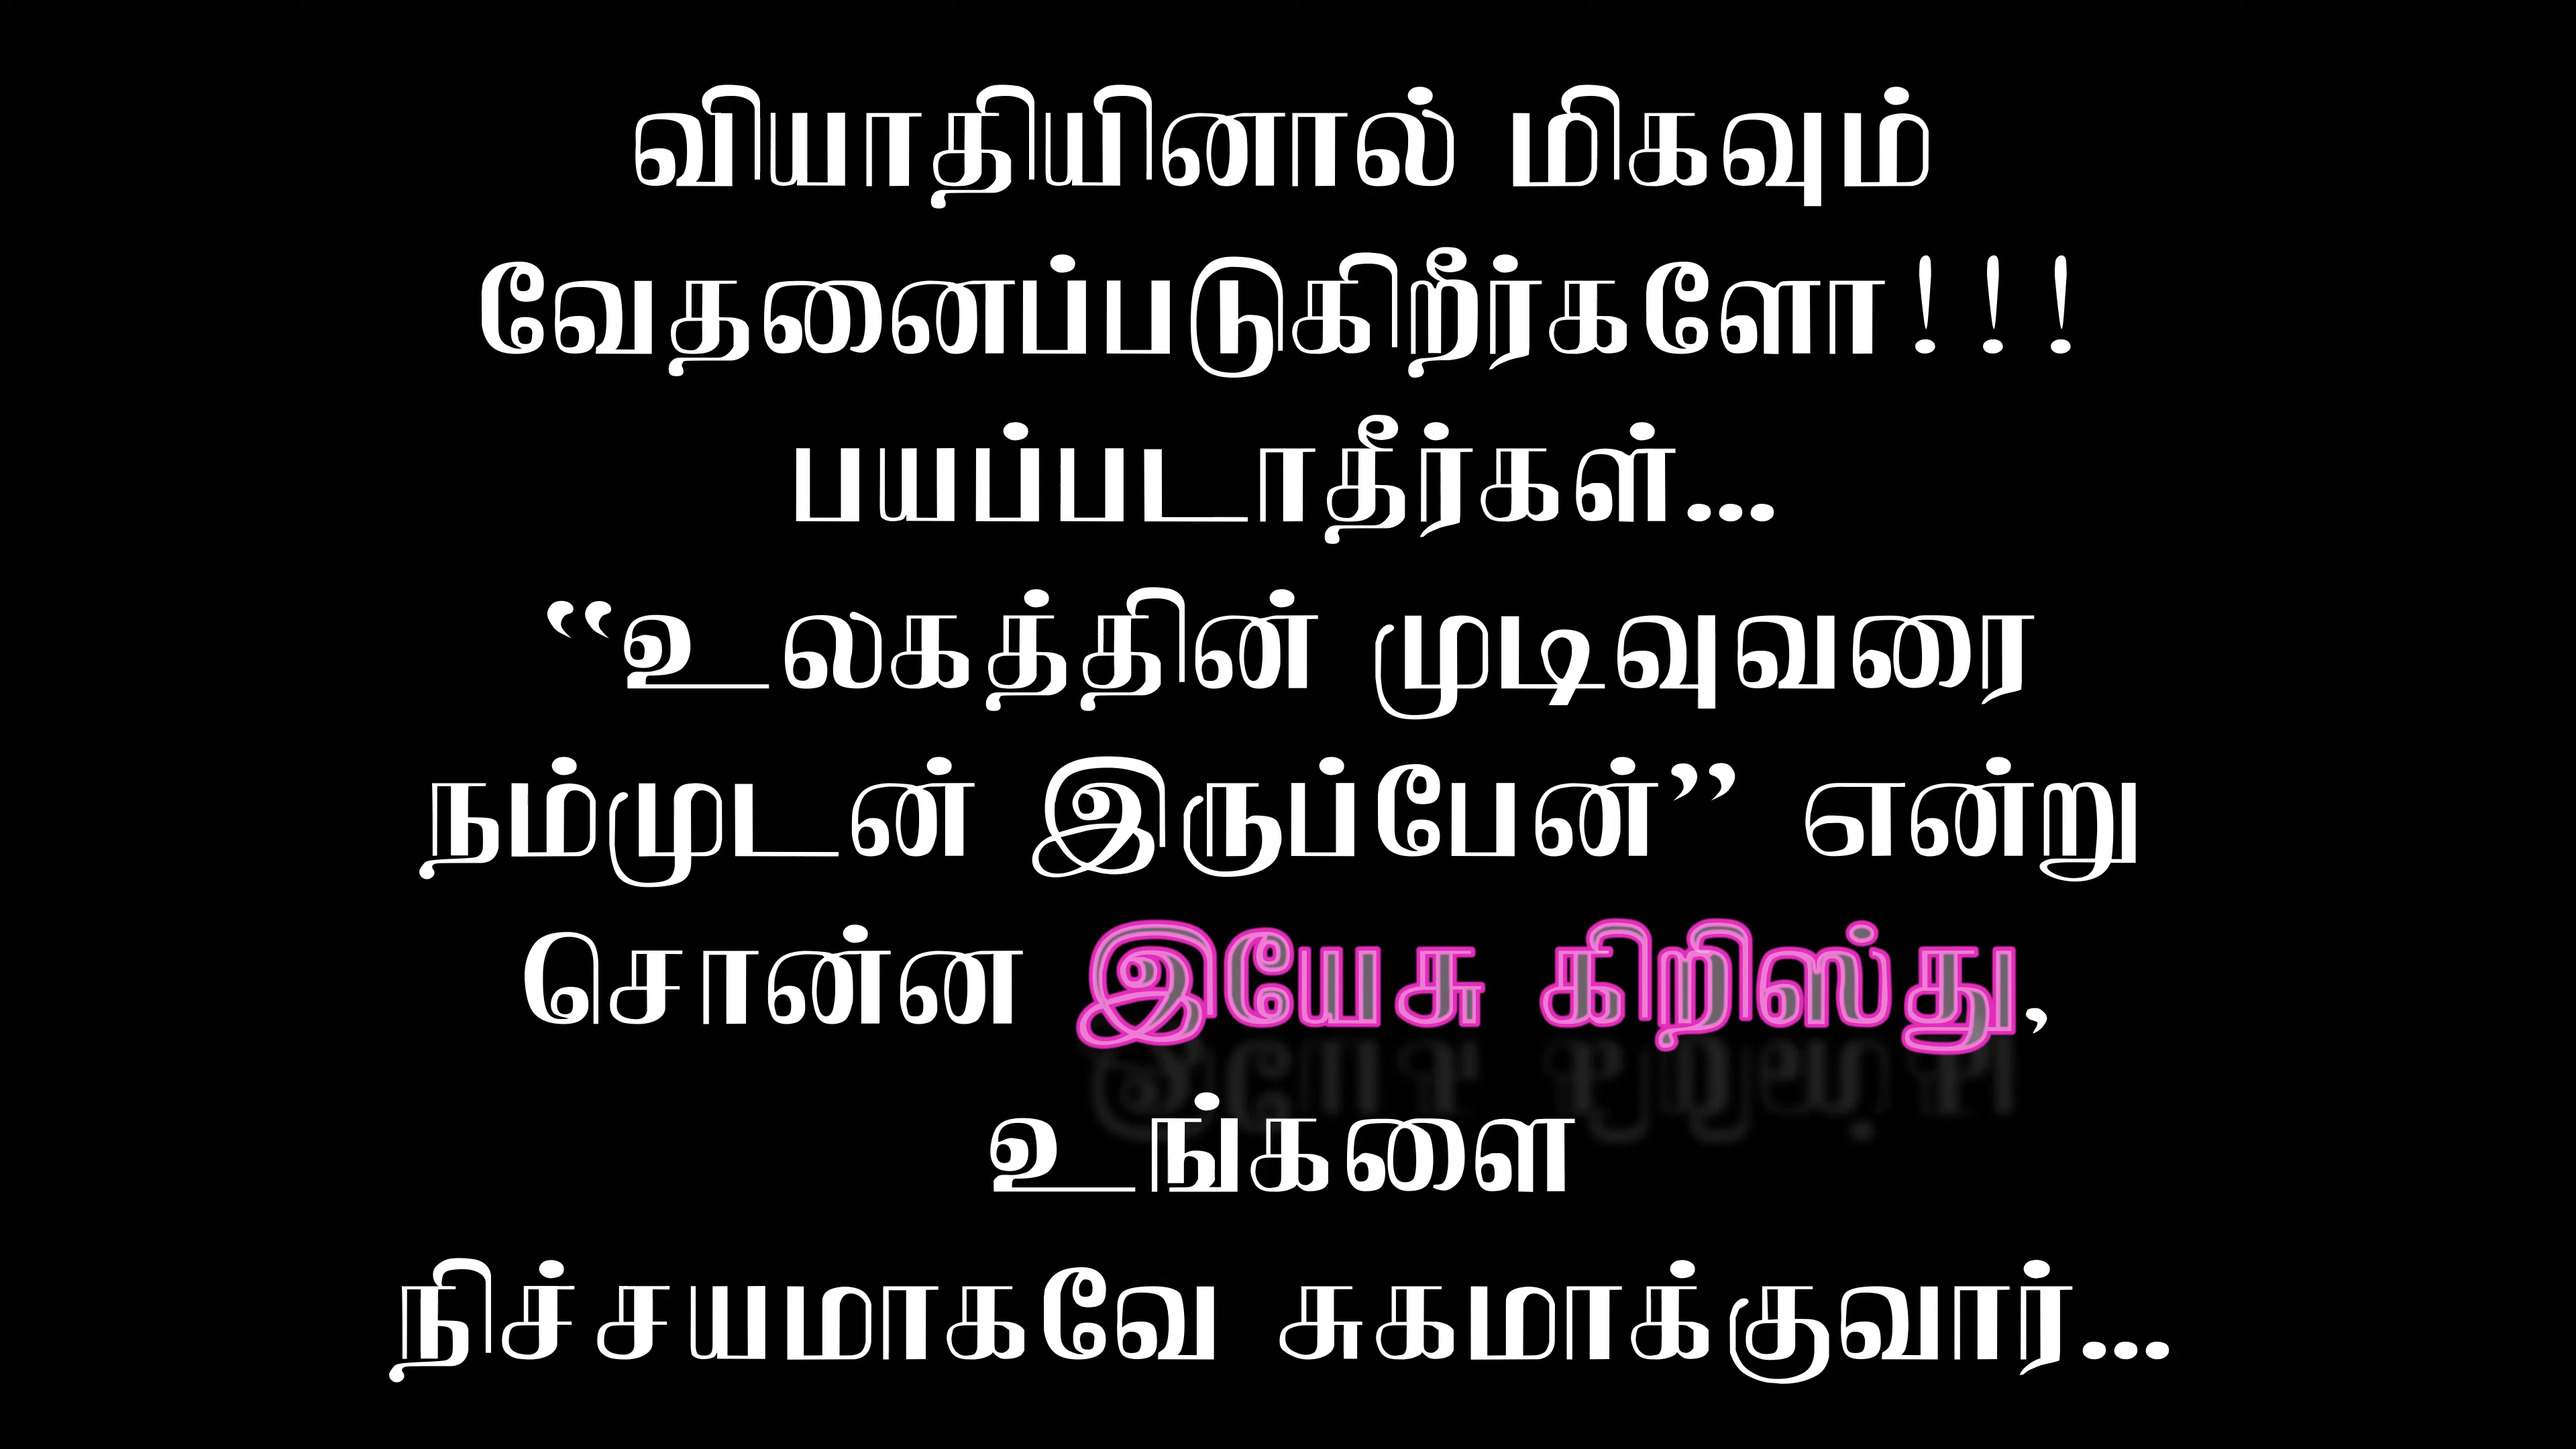 வியாதியினால் மிகவும்
வேதனைப்படுகிறீர்களோ!!!
பயப்படாதீர்கள்...
“உலகத்தின் முடிவுவரை
நம்முடன் இருப்பேன்” என்று
சொன்ன இயேசு கிறிஸ்து,
உங்களை
நிச்சயமாகவே சுகமாக்குவார்...